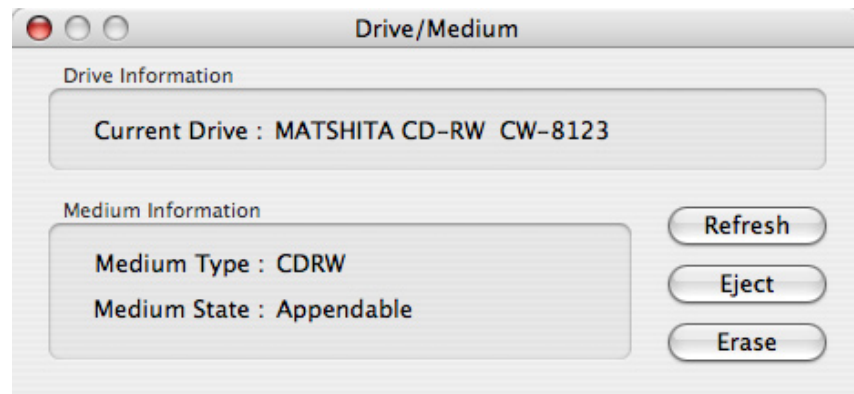 Drive/Medium
Drive Information
Current Drive : MATSHITA CD-RW  CW-8123
Medium Information
Medium Type : CDRW
Medium State : Appendable
Refresh
Eject
Erase